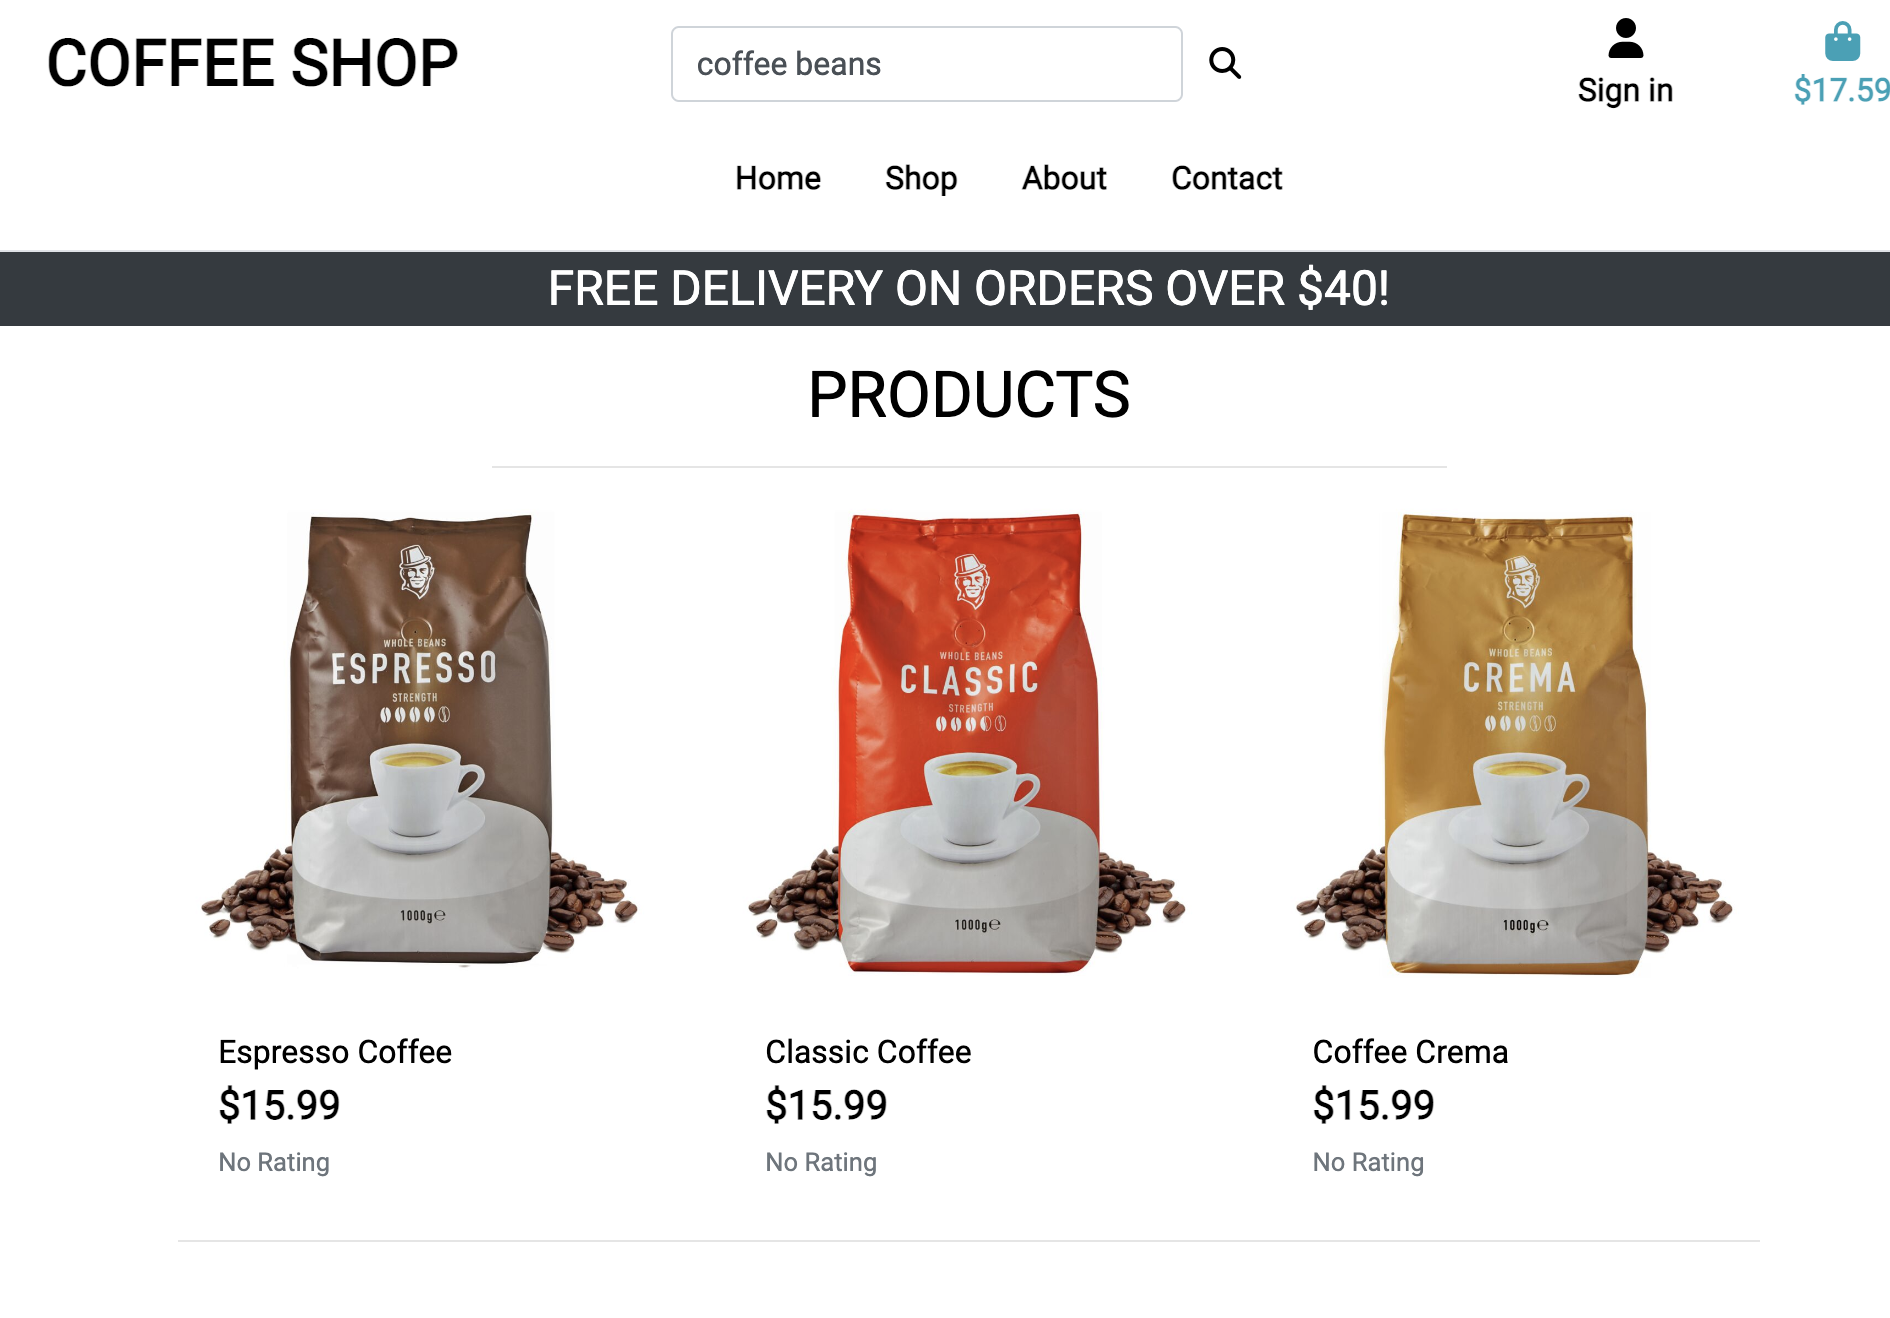 COFFEE SHOP
coffee beans
Sign in
$17.59
Home Shop About Contact
FREE DELIVERY ON ORDERS OVER $40!
PRODUCTS
WHOLE BEANS
ESPRESSO
STRENGTH
1000g℮
WHOLE BEANS
CLASSIC
STRENGTH
1000g℮
WHOLE BEANS
CREMA
STRENGTH
1000g℮
Espresso Coffee
$15.99
No Rating
Classic Coffee
$15.99
No Rating
Coffee Crema
$15.99
No Rating